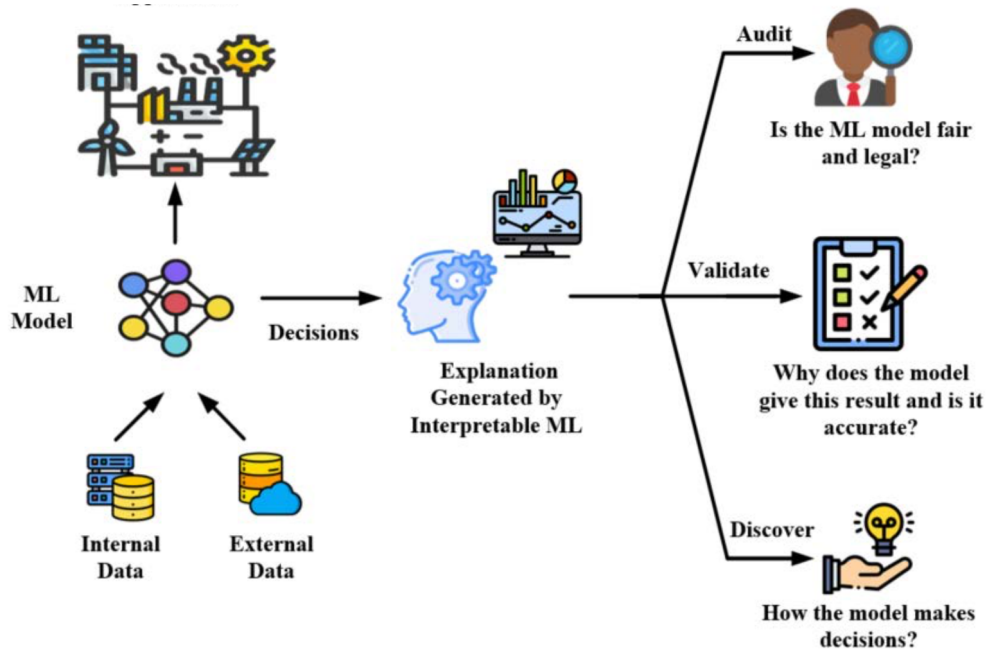 Audit
Is the ML model fair
and legal?
ML
Model
Decisions
Explanation
Generated by
Interpretable ML
Validate
Why does the model
give this result and is it
accurate?
Internal
Data
External
Data
Discover
How the model makes
decisions?